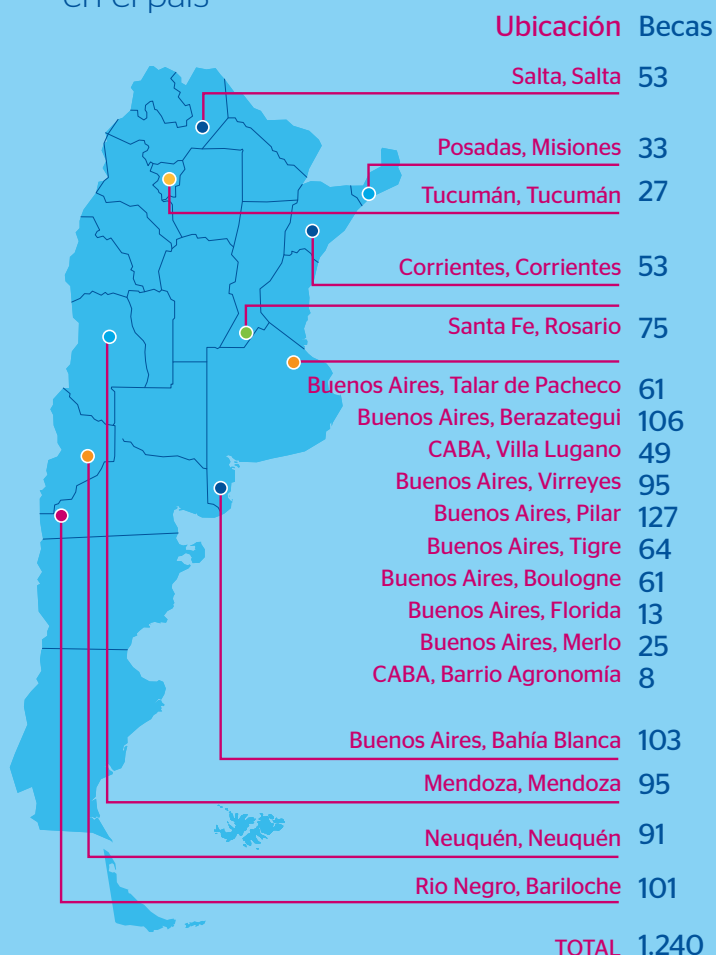 en el país
Ubicación Becas
Salta, Salta 53
Posadas, Misiones 33
Tucumán, Tucumán 27
Corrientes, Corrientes 53
Santa Fe, Rosario 75
Buenos Aires, Talar de Pacheco 61
Buenos Aires, Berazategui 106
CABA, Villa Lugano 49
Buenos Aires, Virreyes 95
Buenos Aires, Pilar 127
Buenos Aires, Tigre 64
Buenos Aires, Boulogne 61
Buenos Aires, Florida 13
Buenos Aires, Merlo 25
CABA, Barrio Agronomía 8
Buenos Aires, Bahía Blanca 103
Mendoza, Mendoza 95
Neuquén, Neuquén 91
Rio Negro, Bariloche 101
TOTAL 1.240